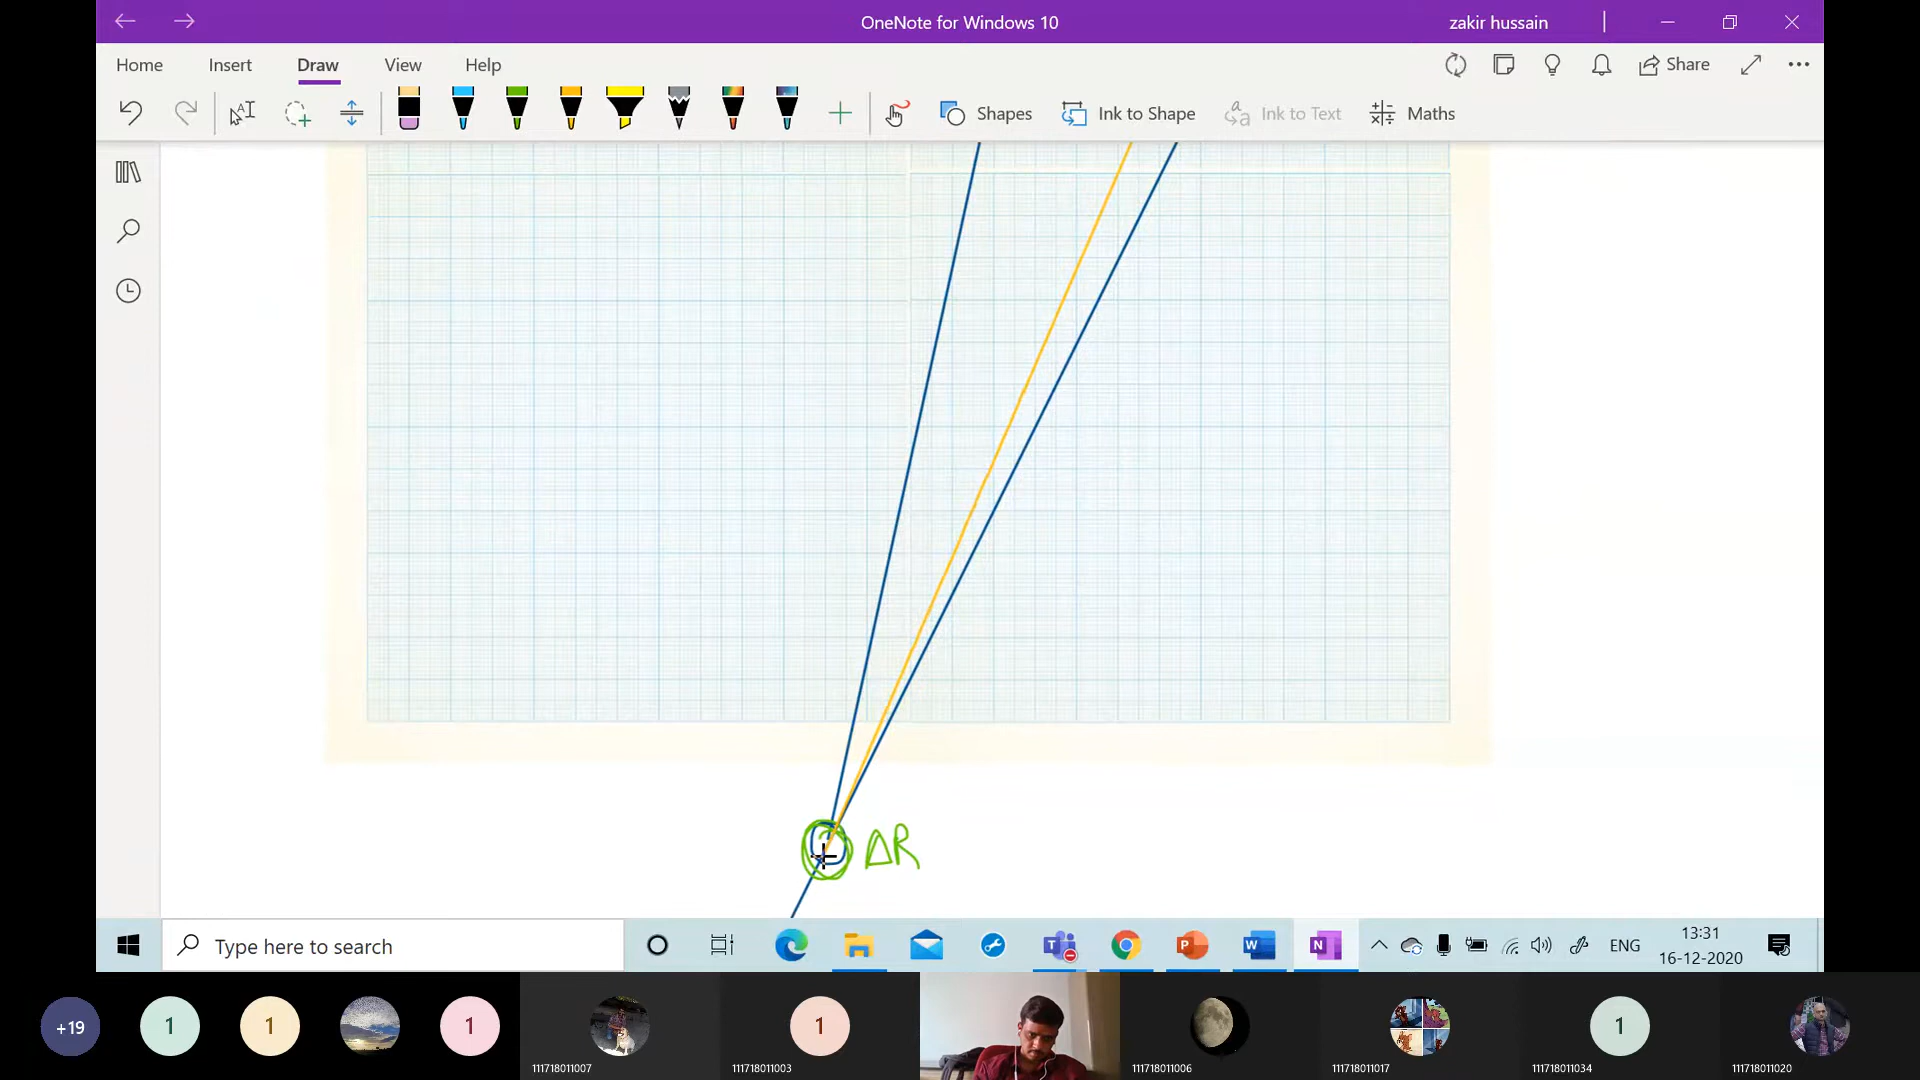 OneNote for Windows 10
zakir hussain
Home Insert Draw View Help
Share
Shapes Ink to Shape Ink to Text Maths
ΔR
Type here to search
ENG
13:31
16-12-2020
+19 1 1 1 1 1
111718011007 111718011003 111718011006 111718011017 111718011034 111718011020